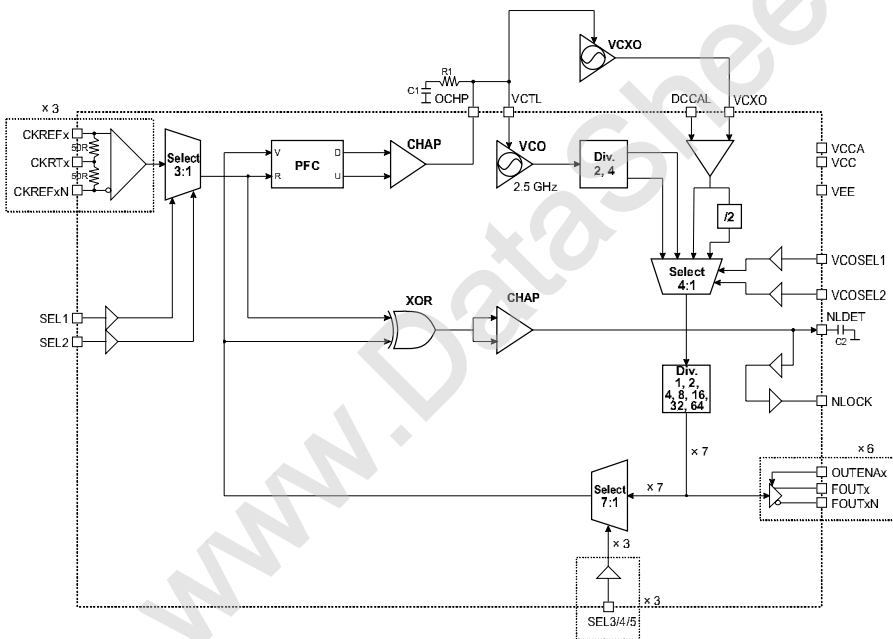 VCXO
R1
C1
OCHP
VCTL
DCCAL
VCXO
× 3
CKREFx
50R
CKRTx
50R
CKREFxN
Select
3:1
V
R
PFC
D
U
CHAP
VCO
2.5 GHz
Div.
2, 4
/2
VCCA
VCC
VEE
Select
4:1
VCOSEL1
VCOSEL2
SEL1
SEL2
XOR
CHAP
NLDET
C2
Div.
1, 2,
4, 8, 16,
32, 64
NLOCK
× 7
× 6
Select
7:1
× 7
OUTENAx
FOUTx
FOUTxN
× 3
× 3
SEL3/4/5
www.DataShee